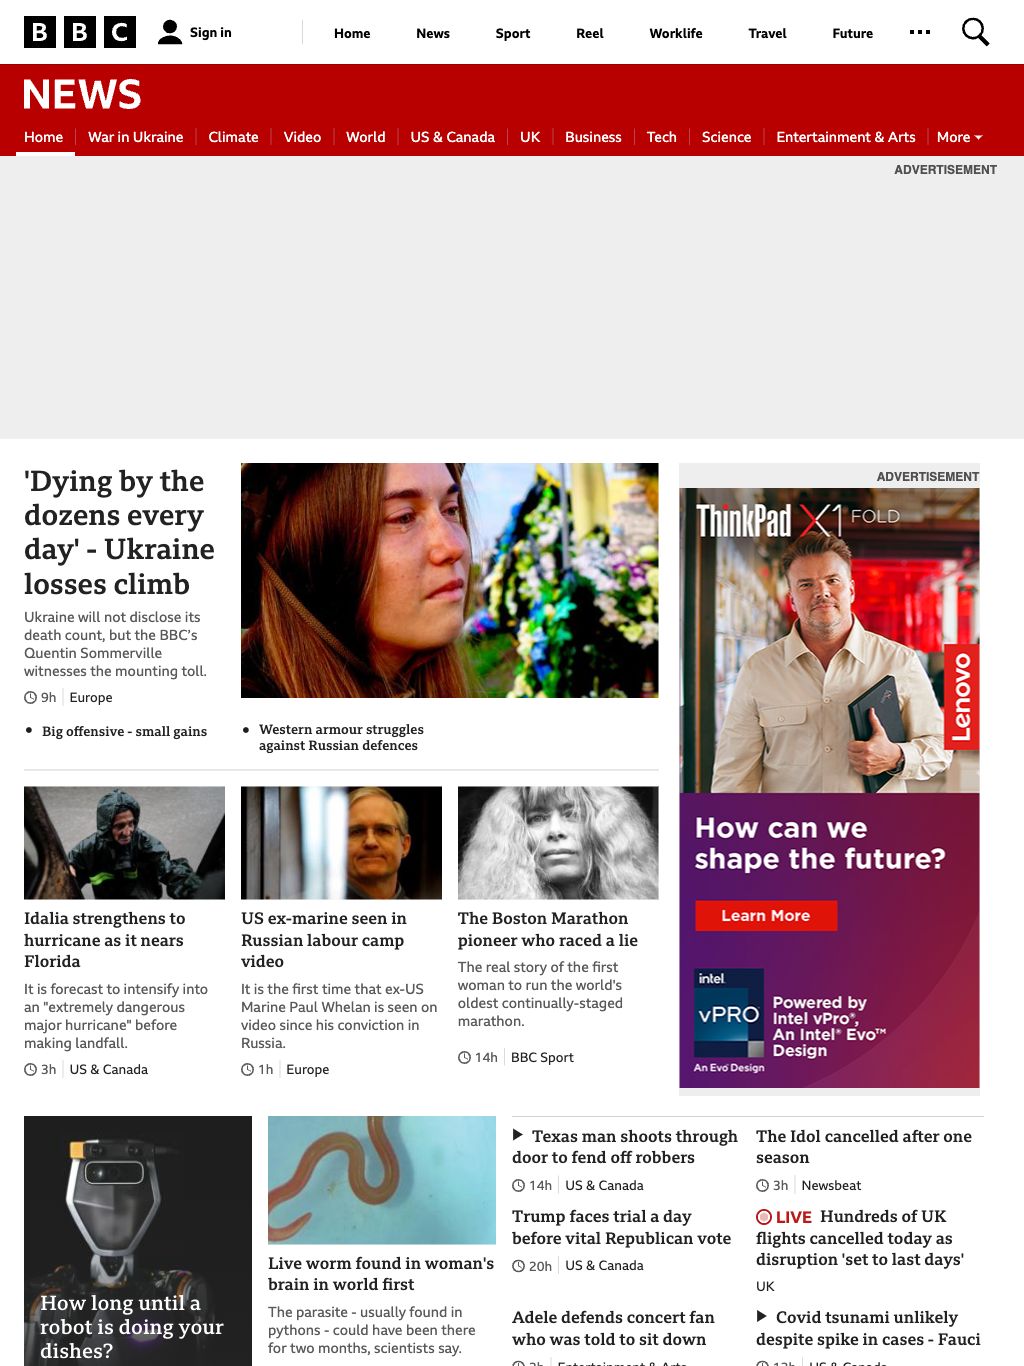 BBC
Sign in
Home
News
Sport
Reel
Worklife
Travel
Future
NEWS
Home
War in Ukraine
Climate
Video
World
US & Canada
UK
Business
Tech
Science
Entertainment & Arts
More
ADVERTISEMENT
'Dying by the
dozens every
day' - Ukraine
losses climb
Ukraine will not disclose its
death count, but the BBC’s
Quentin Sommerville
witnesses the mounting toll.
9h
Europe
Big offensive - small gains
Western armour struggles
against Russian defences
ADVERTISEMENT
ThinkPad X1 FOLD
Lenovo
How can we
shape the future?
Learn More
intel
vPRO
An Evo Design
Powered by
Intel vPro®,
An Intel® Evo™
Design
Idalia strengthens to
hurricane as it nears
Florida
It is forecast to intensify into
an "extremely dangerous
major hurricane" before
making landfall.
3h
US & Canada
US ex-marine seen in
Russian labour camp
video
It is the first time that ex-US
Marine Paul Whelan is seen on
video since his conviction in
Russia.
1h
Europe
The Boston Marathon
pioneer who raced a lie
The real story of the first
woman to run the world's
oldest continually-staged
marathon.
14h
BBC Sport
How long until a
robot is doing your
dishes?
Live worm found in woman's
brain in world first
The parasite - usually found in
pythons - could have been there
for two months, scientists say.
Texas man shoots through
door to fend off robbers
14h
US & Canada
Trump faces trial a day
before vital Republican vote
20h
US & Canada
Adele defends concert fan
who was told to sit down
Entertainment & Arts
The Idol cancelled after one
season
3h
Newsbeat
LIVE Hundreds of UK
flights cancelled today as
disruption 'set to last days'
UK
Covid tsunami unlikely
despite spike in cases - Fauci
US & Canada